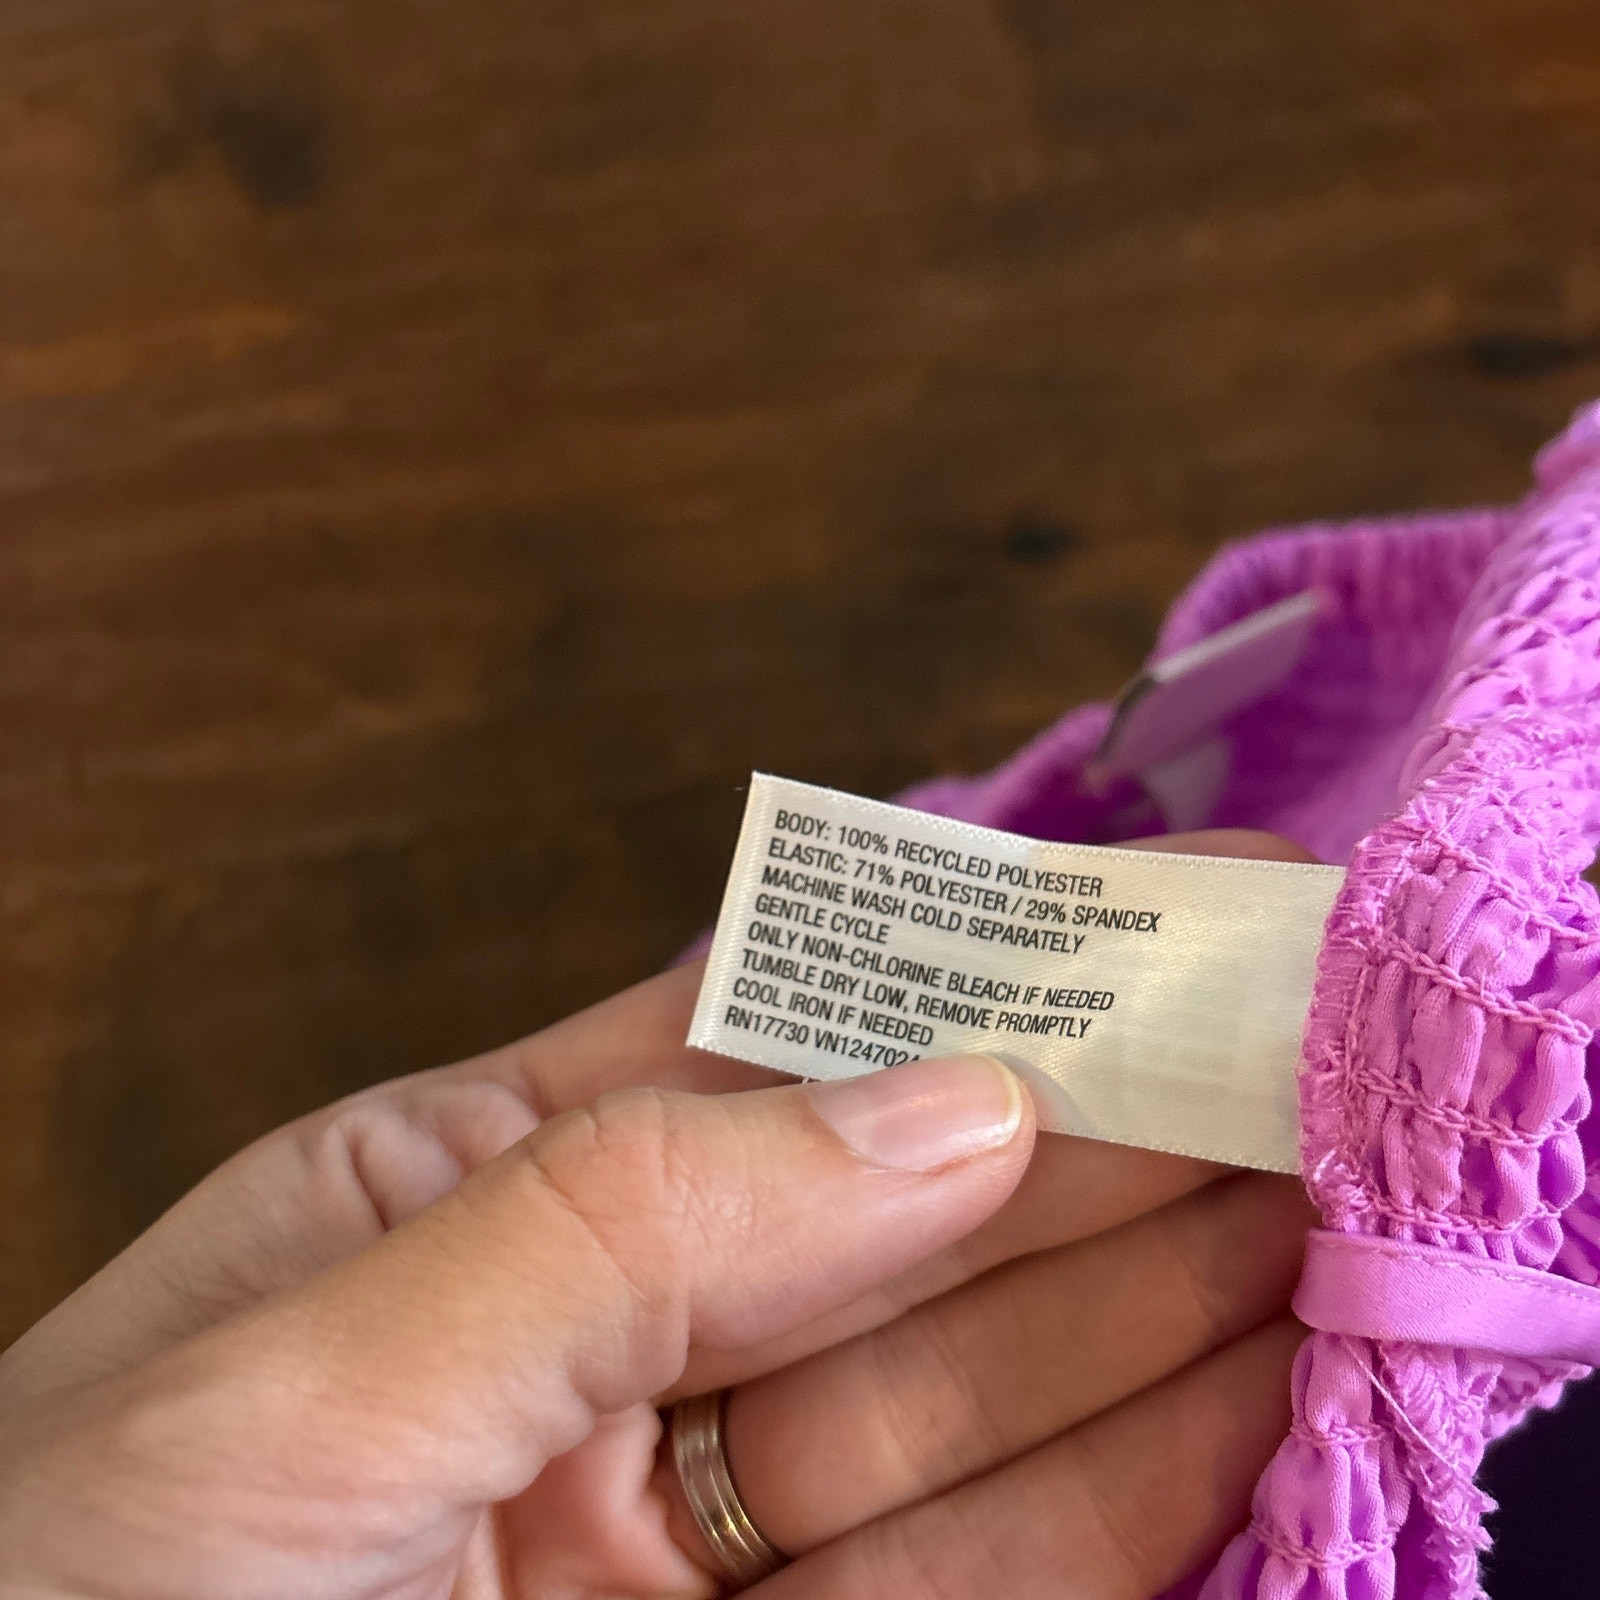 BODY: 100% RECYCLED POLYESTER
ELASTIC: 71% POLYESTER / 29% SPANDEX
MACHINE WASH COLD SEPARATELY
GENTLE CYCLE
ONLY NON-CHLORINE BLEACH IF NEEDED
TUMBLE DRY LOW, REMOVE PROMPTLY
COOL IRON IF NEEDED
RN17730